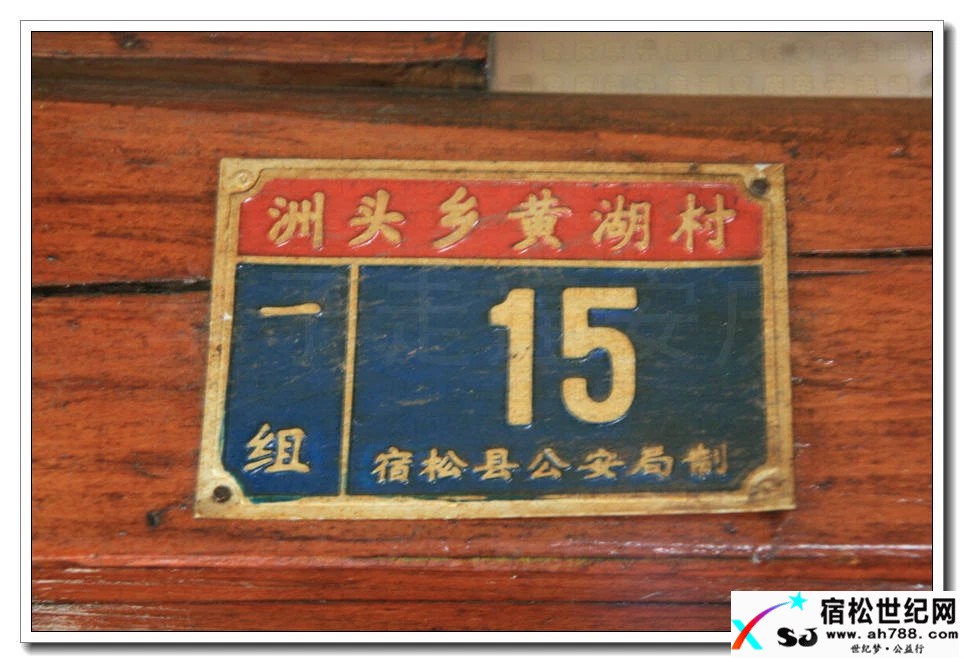 洲头乡黄湖村
一组
15
宿松县公安局制
宿松世纪网
SJ
www.ah788.com
世纪梦·公益行